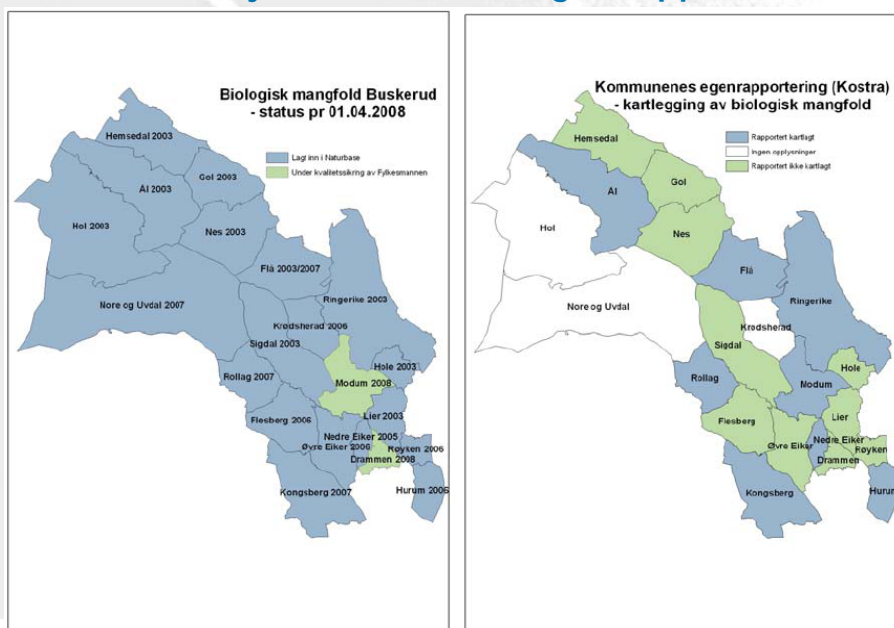 Biologisk mangfold Buskerud
- status pr 01.04.2008
Lagt inn i Naturbase
Under kvalitetssikring av Fylkesmannen
Hemsedal 2003
Gol 2003
Ål 2003
Hol 2003
Nes 2003
Flå 2003/2007
Nore og Uvdal 2007
Ringerike 2003
Krødsherad 2006
Sigdal 2003
Hole 2003
Rollag 2007
Modum 2008
Lier 2003
Flesberg 2006
Nedre Eiker 2005
Øvre Eiker 2006
Røyken 2006
Drammen 2008
Kongsberg 2007
Hurum 2006
Kommunenes egenrapportering (Kostra)
- kartlegging av biologisk mangfold
Rapportert kartlagt
Ingen opplysninger
Rapportert ikke kartlagt
Hemsedal
Gol
Ål
Hol
Nes
Flå
Nore og Uvdal
Ringerike
Krødsherad
Sigdal
Hole
Rollag
Modum
Lier
Flesberg
Nedre Eiker
Øvre Eiker
Røyken
Drammen
Kongsberg
Hurum